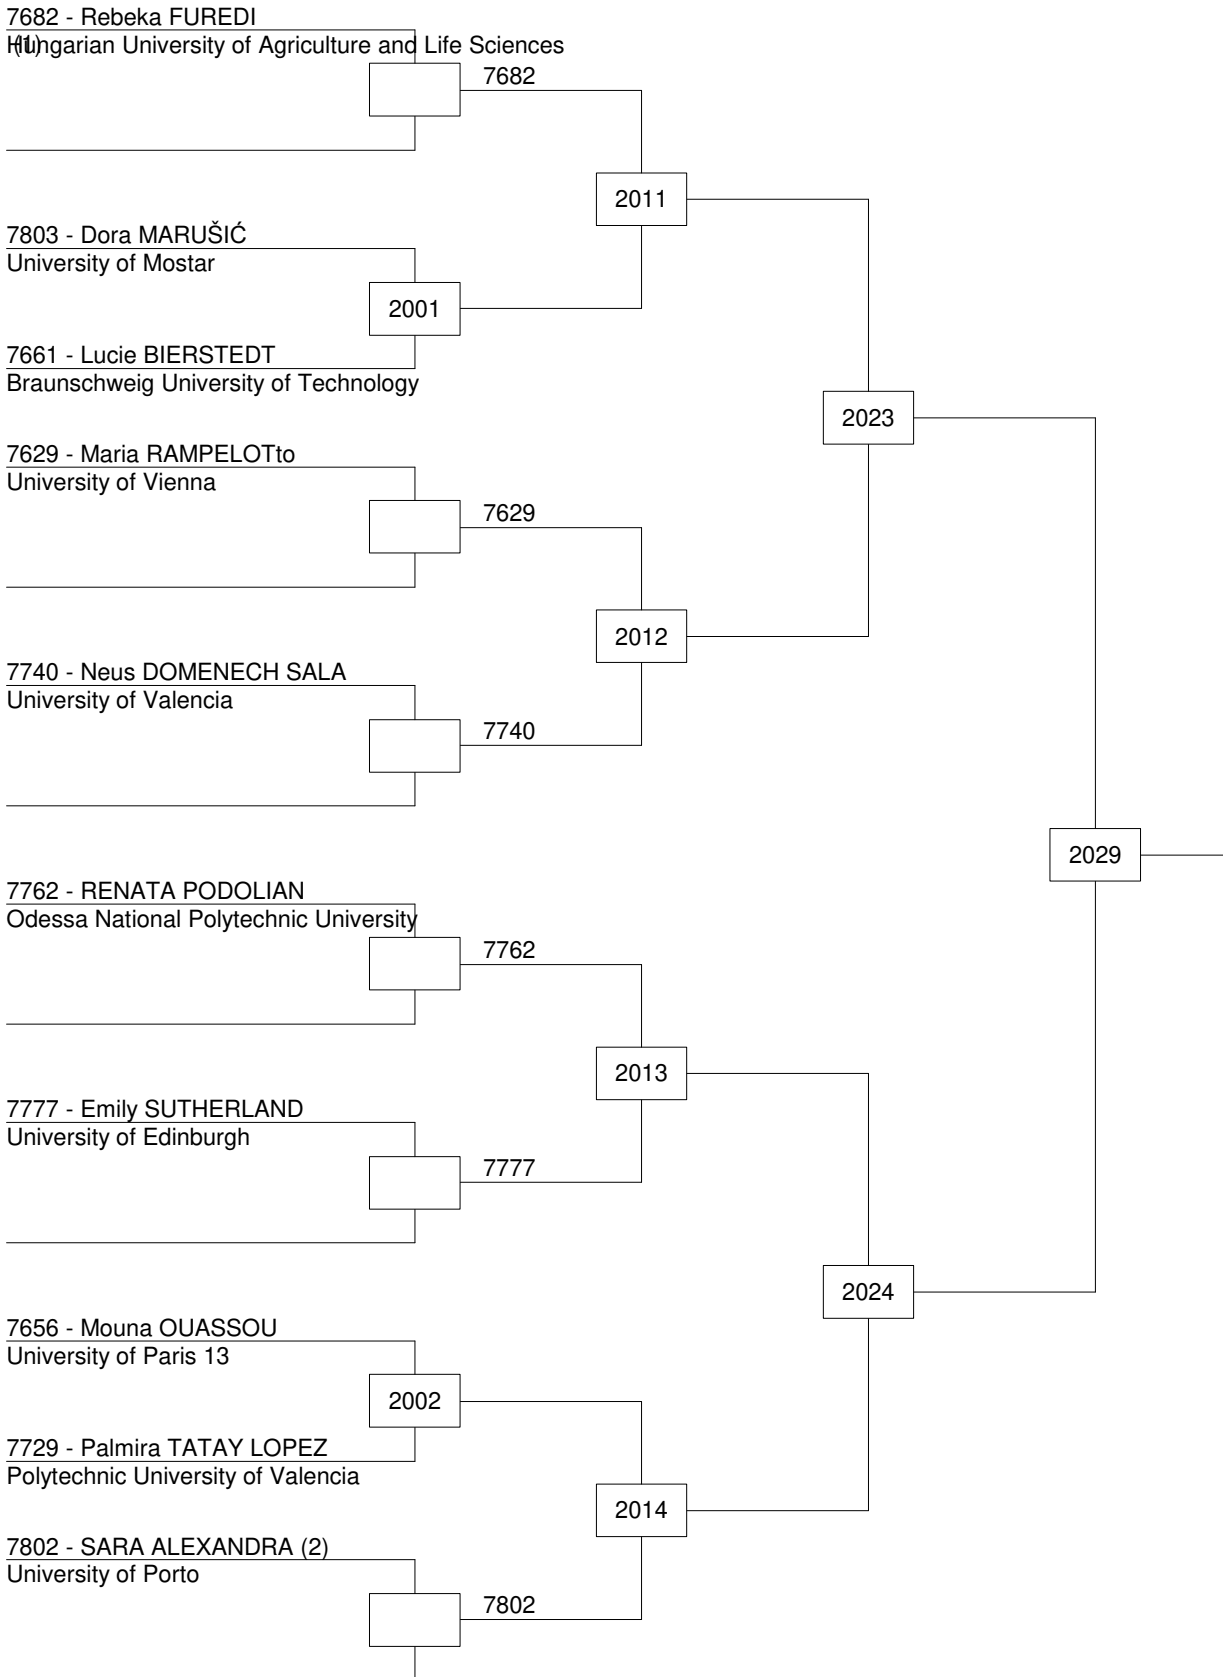 7682 - Rebeka FUREDI
(1)
Hungarian University of Agriculture and Life Sciences
7682
2011
7803 - Dora MARUŠIĆ
University of Mostar
2001
7661 - Lucie BIERSTEDT
Braunschweig University of Technology
2023
7629 - Maria RAMPELOTto
University of Vienna
7629
2012
7740 - Neus DOMENECH SALA
University of Valencia
7740
2029
7762 - RENATA PODOLIAN
Odessa National Polytechnic University
7762
2013
7777 - Emily SUTHERLAND
University of Edinburgh
7777
2024
7656 - Mouna OUASSOU
University of Paris 13
2002
7729 - Palmira TATAY LOPEZ
Polytechnic University of Valencia
2014
7802 - SARA ALEXANDRA (2)
University of Porto
7802